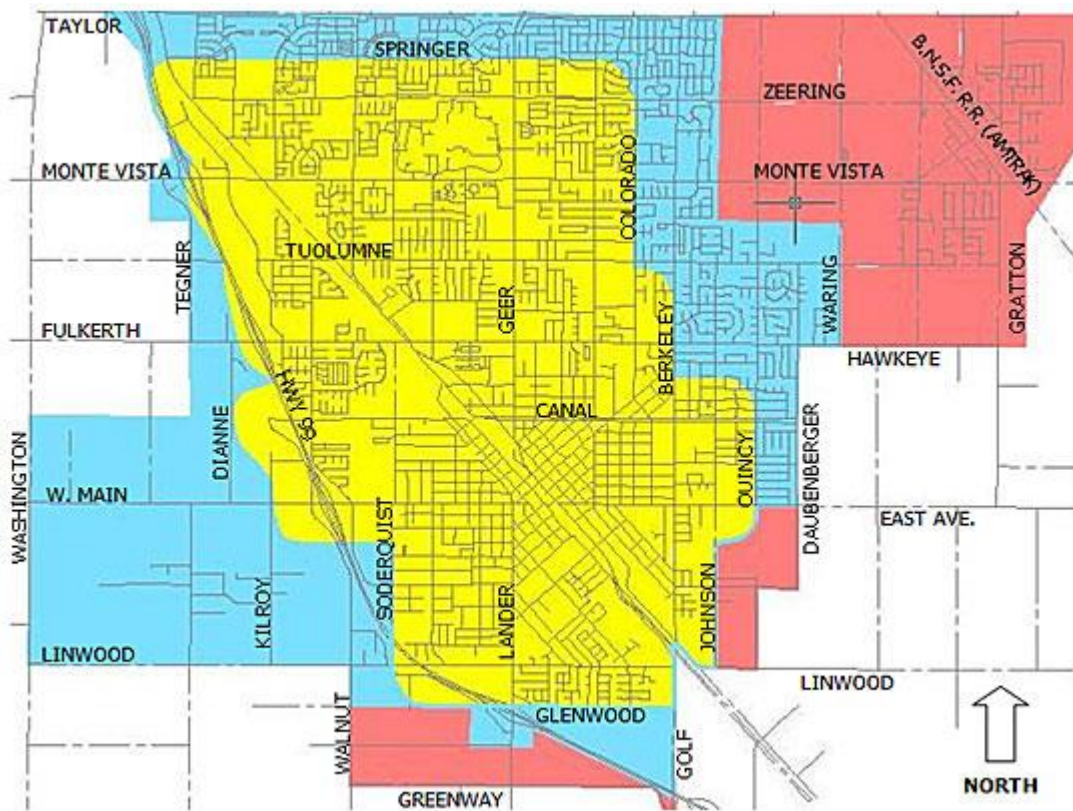 TAYLOR
SPRINGER
B.N.S.F. R.R. (AMTRAK)
ZEERING
COLORADO
MONTE VISTA
MONTE VISTA
TUOLUMNE
TEGNER
GEER
WARING
GRATTON
FULKERTH
BERKELEY
HAWKEYE
HWY 99
CANAL
DIANNE
QUINCY
DAUBENBERGER
WASHINGTON
W. MAIN
SODERQUIST
EAST AVE.
KILROY
LANDER
JOHNSON
LINWOOD
LINWOOD
WALNUT
GLENWOOD
GOLF
GREENWAY
NORTH